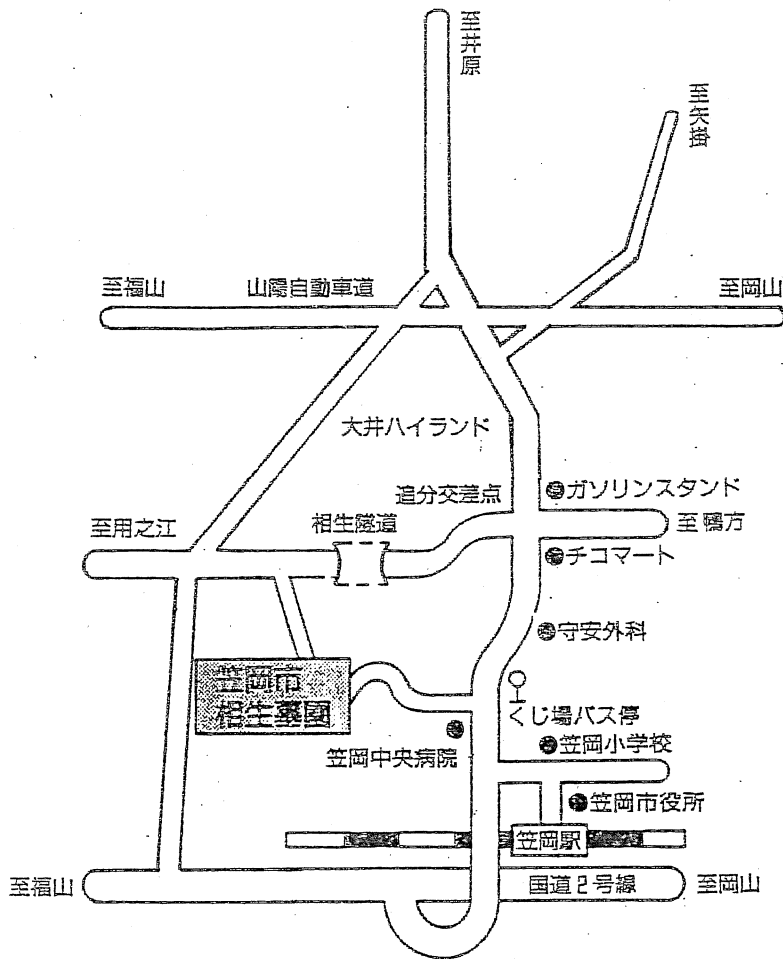 至井原
至矢掛
至福山
山陽自動車道
至岡山
大井ハイランド
追分交差点
ガソリンスタンド
至用之江
相生隧道
至鴨方
チコマート
守安外科
笠岡市
相生墓園
くじ場バス停
笠岡中央病院
笠岡小学校
笠岡市役所
笠岡駅
至福山
国道2号線
至岡山